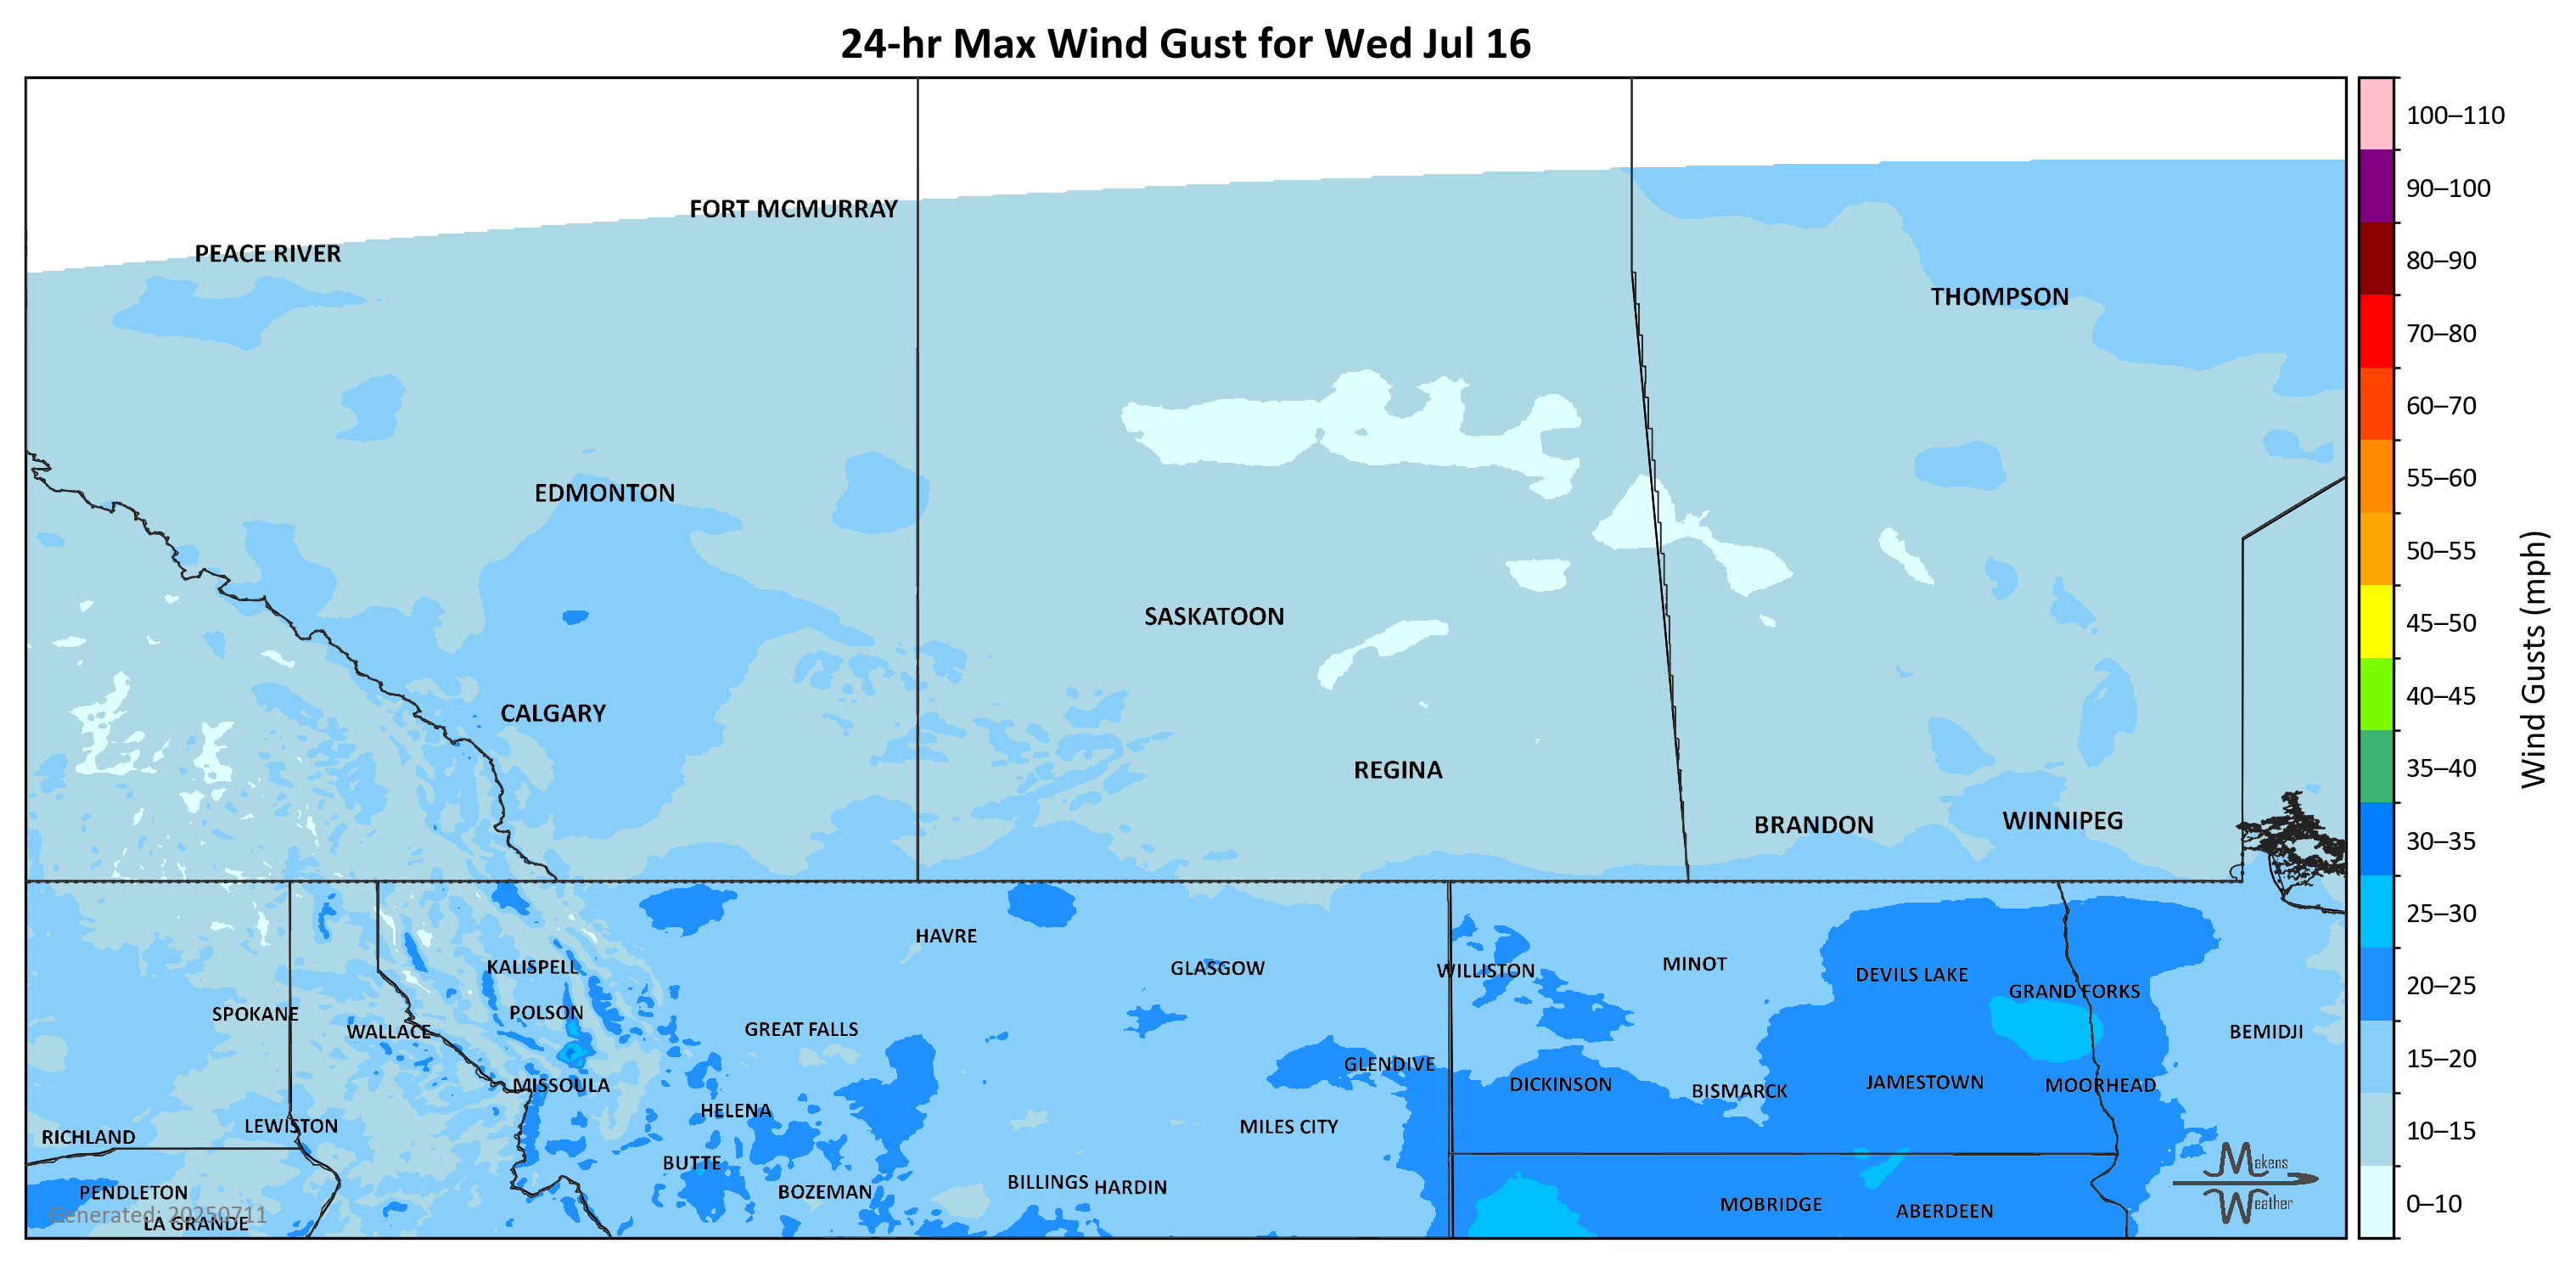 24-hr Max Wind Gust for Wed Jul 16
100–110
90–100
80–90
70–80
60–70
55–60
50–55
45–50
40–45
35–40
30–35
25–30
20–25
15–20
10–15
0–10
Wind Gusts (mph)
FORT MCMURRAY
PEACE RIVER
THOMPSON
EDMONTON
SASKATOON
CALGARY
REGINA
BRANDON
WINNIPEG
HAVRE
KALISPELL
GLASGOW
WILLISTON
MINOT
DEVILS LAKE
GRAND FORKS
SPOKANE
POLSON
WALLACE
GREAT FALLS
BEMIDJI
GLENDIVE
MISSOULA
DICKINSON
BISMARCK
JAMESTOWN
MOORHEAD
HELENA
LEWISTON
MILES CITY
RICHLAND
BUTTE
PENDLETON
BOZEMAN
BILLINGS
HARDIN
MOBRIDGE
ABERDEEN
Generated: 20250711
LA GRANDE
Makens
Weather